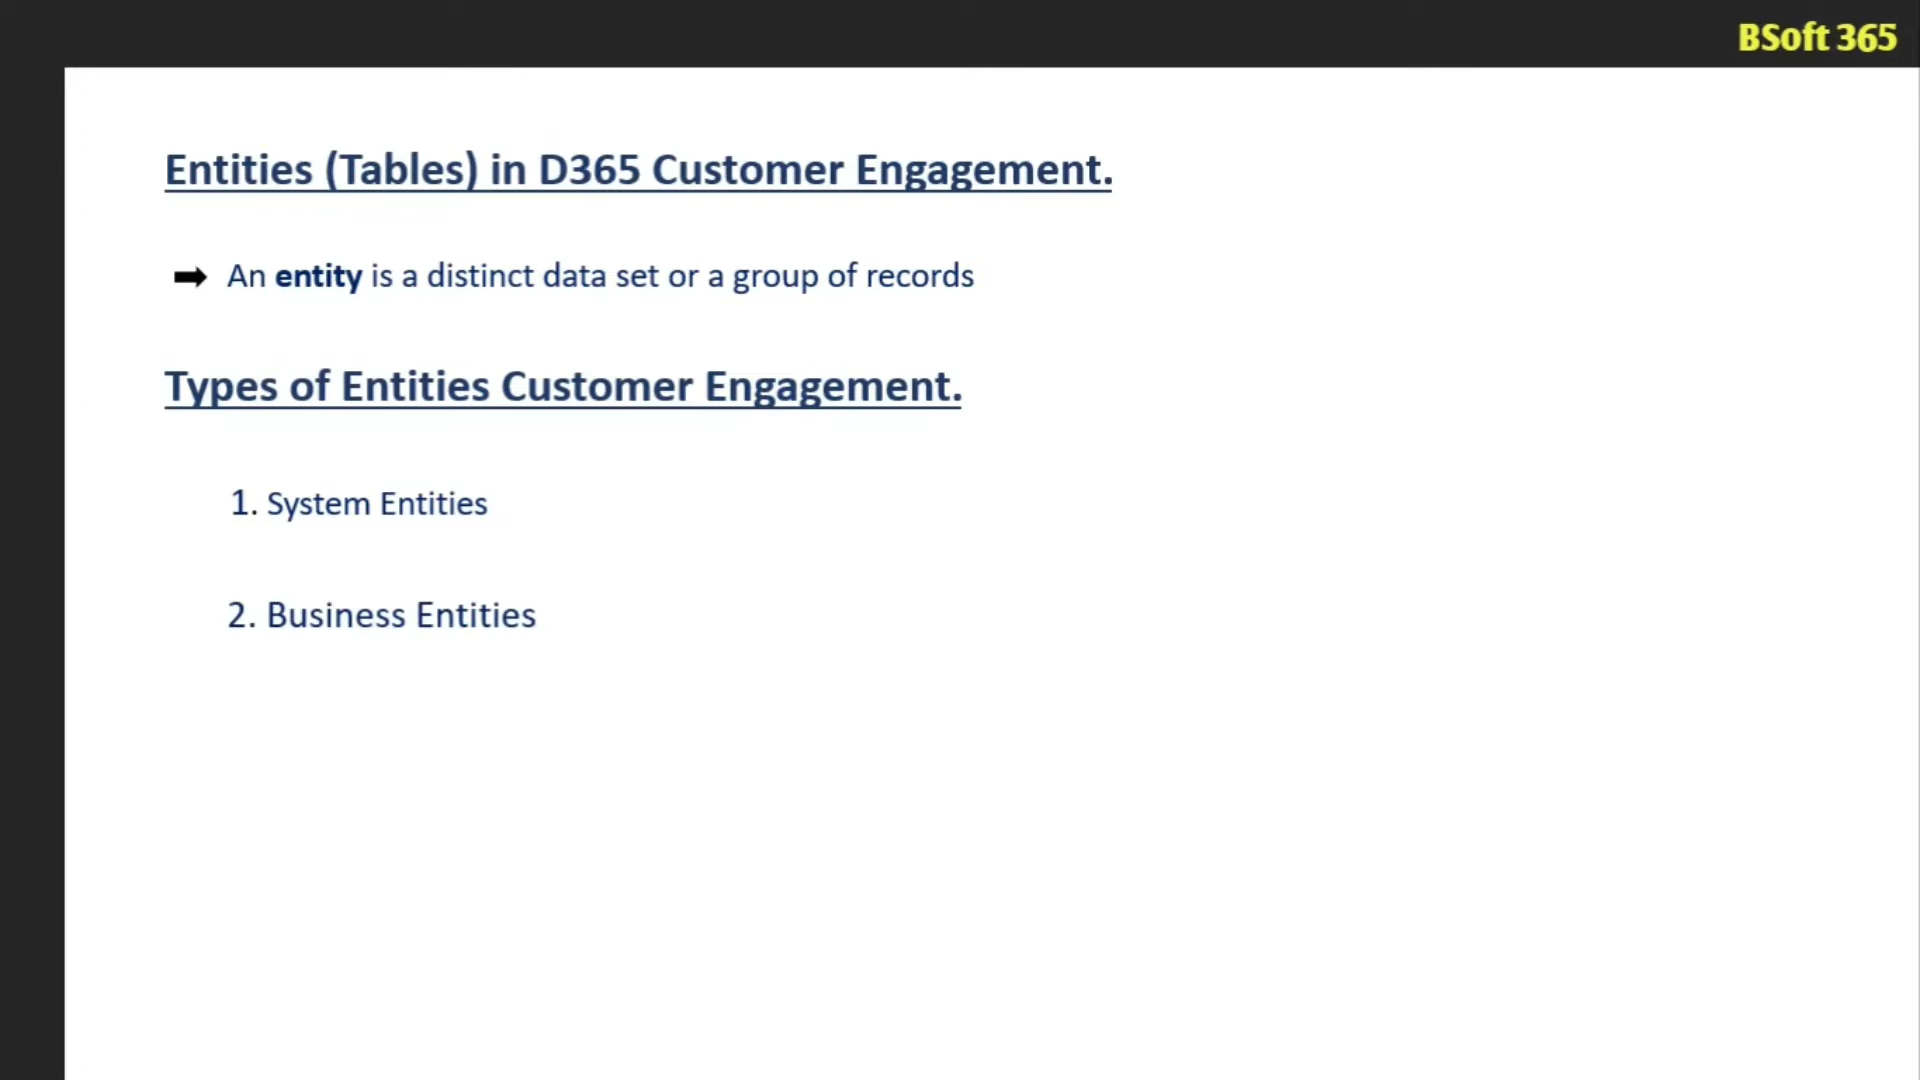 BSoft 365
Entities (Tables) in D365 Customer Engagement.
➡ An entity is a distinct data set or a group of records
Types of Entities Customer Engagement.
1. System Entities
2. Business Entities